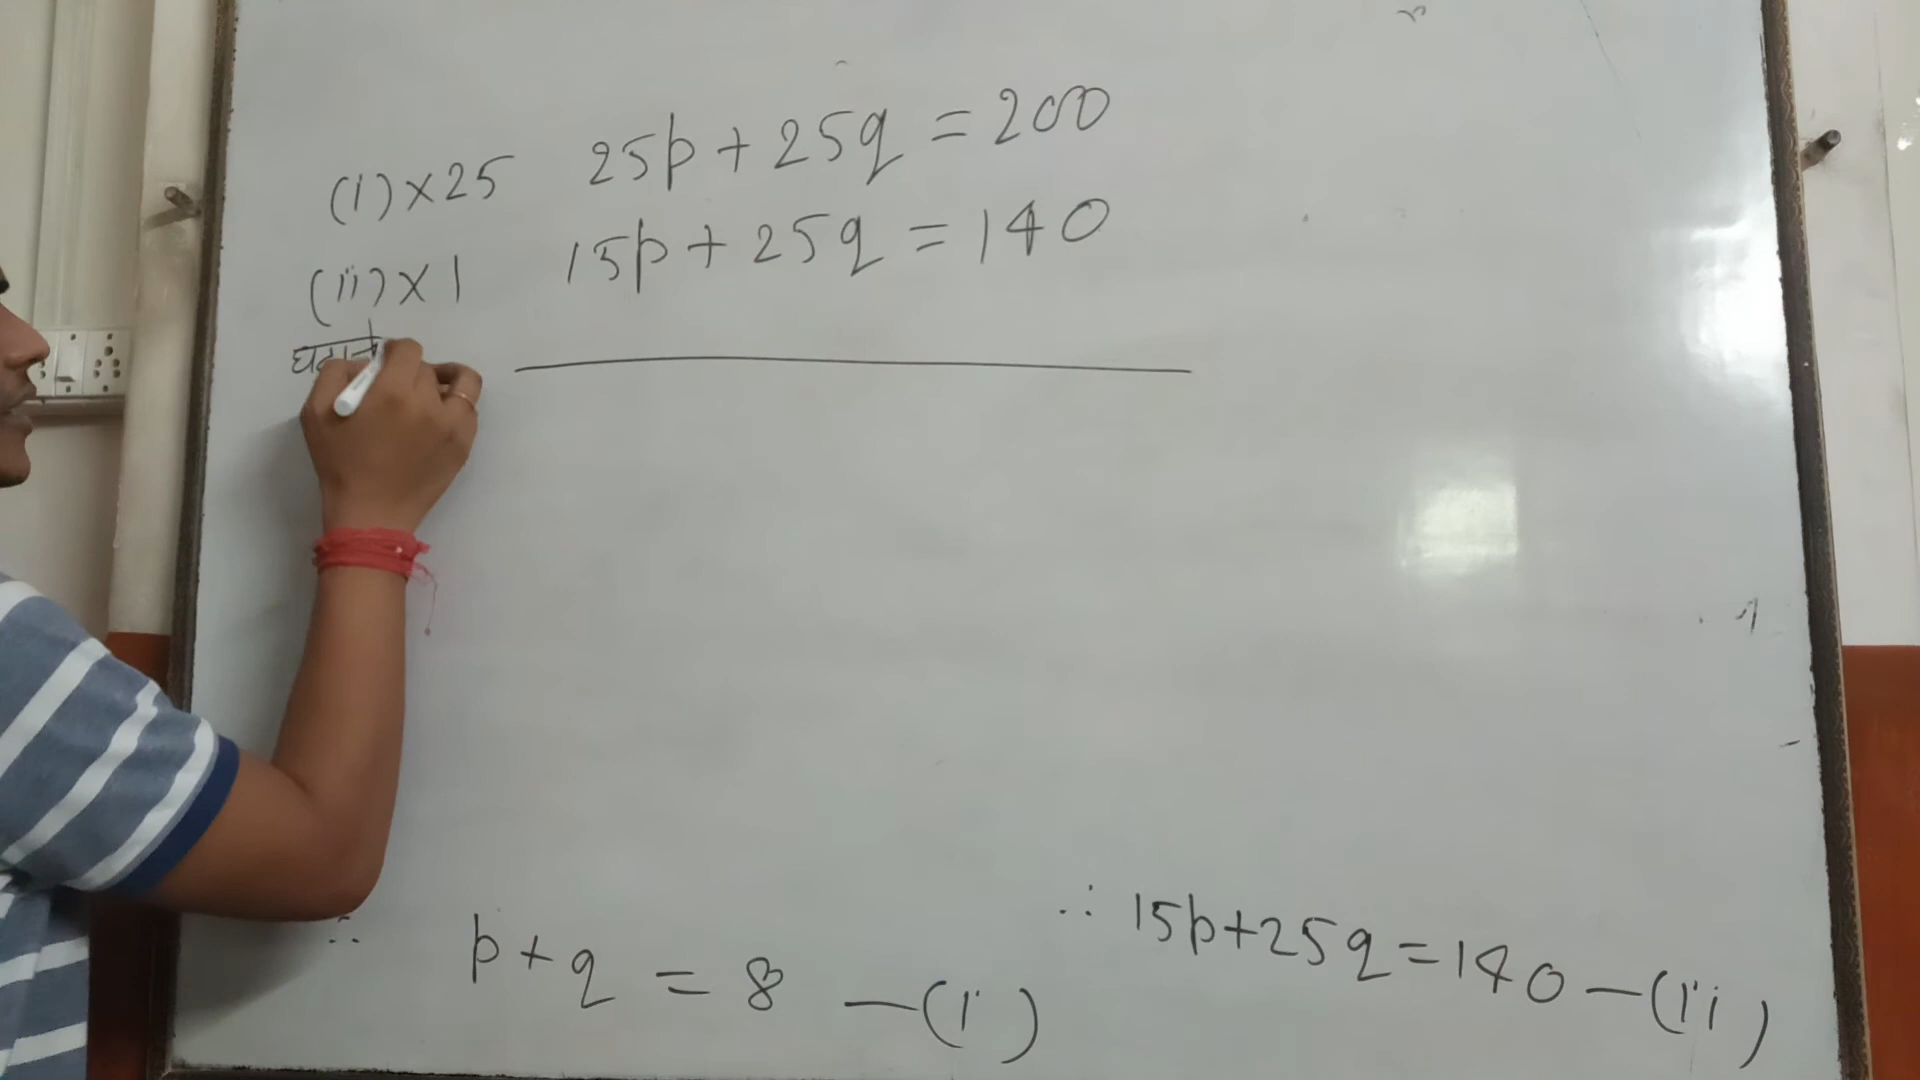 (i)×25 25p+25q=200
(ii)×1 15p+25q=140
घटाने
∴ p+q=8 —(i)
∴ 15p+25q=140—(ii)